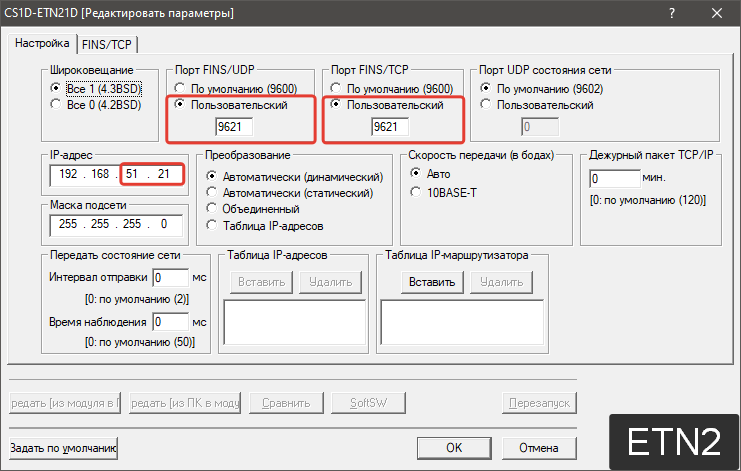 CS1D-ETN21D [Редактировать параметры]
Настройка FINS/TCP
Широковещание
Все 1 (4.3BSD)
Все 0 (4.2BSD)
Порт FINS/UDP
По умолчанию (9600)
Пользовательский
9621
Порт FINS/TCP
По умолчанию (9600)
Пользовательский
9621
Порт UDP состояния сети
По умолчанию (9602)
Пользовательский
0
IP-адрес
192 . 168 . 51 . 21
Маска подсети
255 . 255 . 255 . 0
Преобразование
Автоматически (динамический)
Автоматически (статический)
Объединенный
Таблица IP-адресов
Скорость передачи (в бодах)
Авто
10BASE-T
Дежурный пакет TCP/IP
0 мин.
[0: по умолчанию (120)]
Передать состояние сети
Интервал отправки 0 мс
[0: по умолчанию (2)]
Время наблюдения 0 мс
[0: по умолчанию (50)]
Таблица IP-адресов
Вставить Удалить
Таблица IP-маршрутизатора
Вставить Удалить
редать [из модуля в П редать [из ПК в моду Сравнить SoftSW Перезапуск
Задать по умолчанию OK Отмена
ETN2